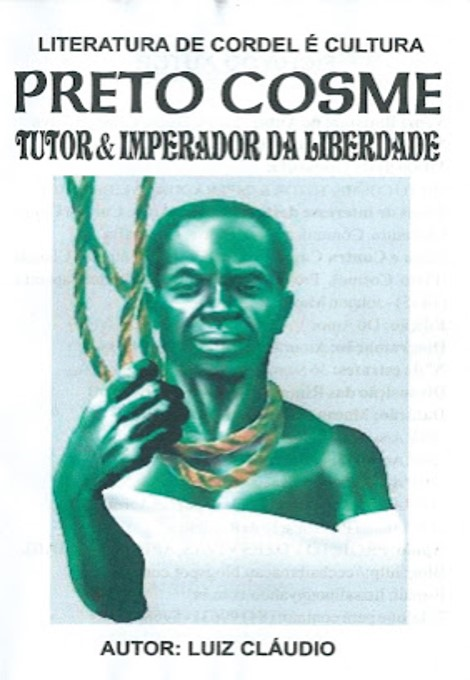 LITERATURA DE CORDEL É CULTURA
PRETO COSME
TUTOR & IMPERADOR DA LIBERDADE
AUTOR: LUIZ CLÁUDIO